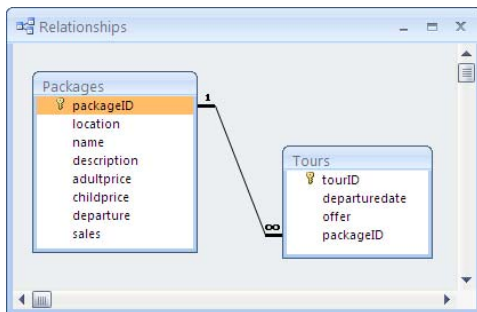 Relationships
Packages
packageID
location
name
description
adultprice
childprice
departure
sales
1
∞
Tours
tourID
departuredate
offer
packageID